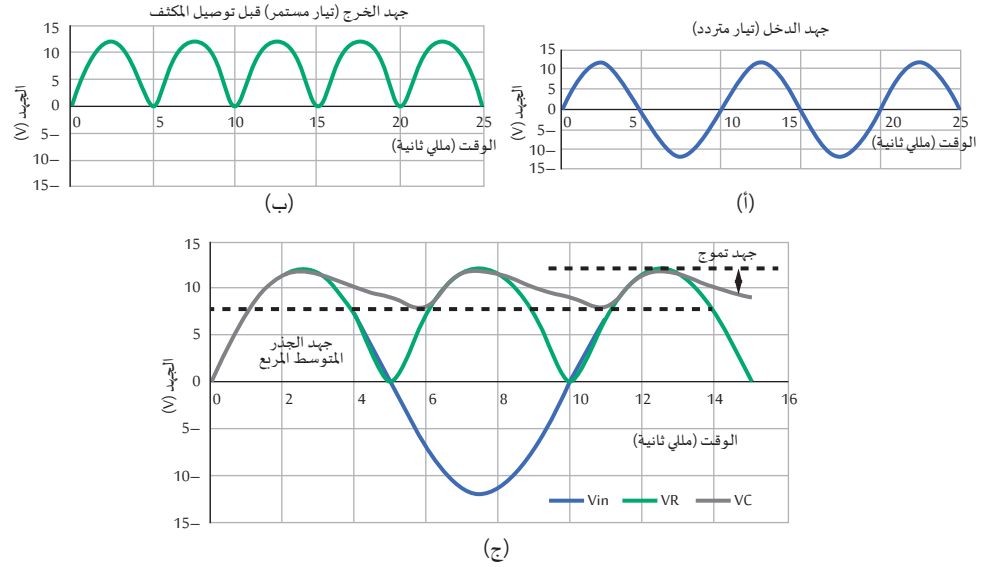 جهد الدخل (تيار متردد)
15
10
5
0
5–
10–
15–
الجهد (V)
0 5 10 15 20 25
الوقت (مللي ثانية)
(أ)
جهد الخرج (تيار مستمر) قبل توصيل المكثف
15
10
5
0
5–
10–
15–
الجهد (V)
0 5 10 15 20 25
الوقت (مللي ثانية)
(ب)
15
10
5
0
5–
10–
15–
الجهد (V)
جهد تموج
جهد الجذر
المتوسط المربع
0 2 4 6 8 10 12 14 16
الوقت (مللي ثانية)
Vin VR VC
(ج)